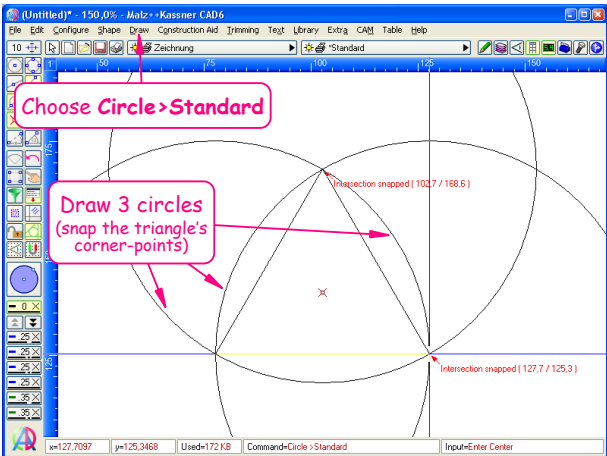 (Untitled)* - 150,0% - Malz++Kassner CAD6
File Edit Configure Shape Draw Construction Aid Trimming Text Library Extra CAM Table Help
10 Zeichnung *Standard
1 50 75 100 125 150
Choose Circle>Standard
175
Intersection snapped ( 102,7 / 168,6 )
Draw 3 circles
(snap the triangle's
corner-points)
125
Intersection snapped ( 127,7 / 125,3 )
0
.25
.25
.25
.25
.35
.35
x=127,7097 y=125,3468 Used=172 KB Command=Circle >Standard Input=Enter Center